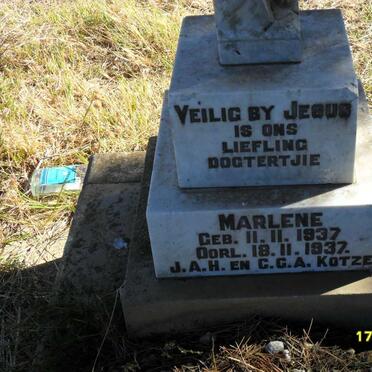 VEILIG BY JESUS
IS ONS
LIEFLING
DOGTERTJIE
MARLENE
GEB. 11. 11. 1937
OORL. 18. 11. 1937.
J.A.H. EN C.C.A. KOTZE
17